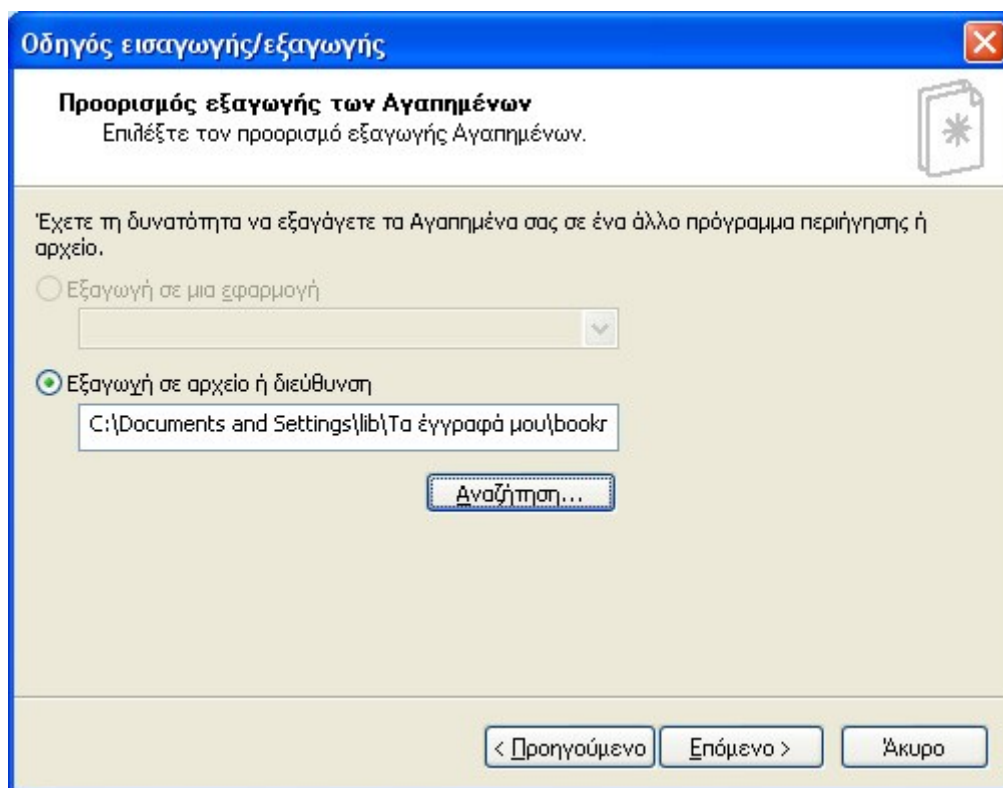 Οδηγός εισαγωγής/εξαγωγής
Προορισμός εξαγωγής των Αγαπημένων
Επιλέξτε τον προορισμό εξαγωγής Αγαπημένων.
Έχετε τη δυνατότητα να εξαγάγετε τα Αγαπημένα σας σε ένα άλλο πρόγραμμα περιήγησης ή
αρχείο.
Εξαγωγή σε μια εφαρμογή
Εξαγωγή σε αρχείο ή διεύθυνση
C:\Documents and Settings\lib\Τα έγγραφά μου\bookr
Αναζήτηση...
< Προηγούμενο Επόμενο > Άκυρο